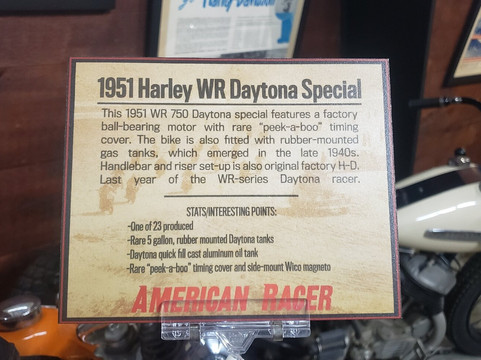 Harley-Davidson
1951 Harley WR Daytona Special
This 1951 WR 750 Daytona special features a factory
ball-bearing motor with rare "peek-a-boo" timing
cover. The bike is also fitted with rubber-mounted
gas tanks, which emerged in the late 1940s.
Handlebar and riser set-up is also original factory H-D.
Last year of the WR-series Daytona racer.
STATS/INTERESTING POINTS:
-One of 23 produced
-Rare 5 gallon, rubber mounted Daytona tanks
-Daytona quick fill cast aluminum oil tank
-Rare "peek-a-boo" timing cover and side-mount Wico magneto
AMERICAN RACER